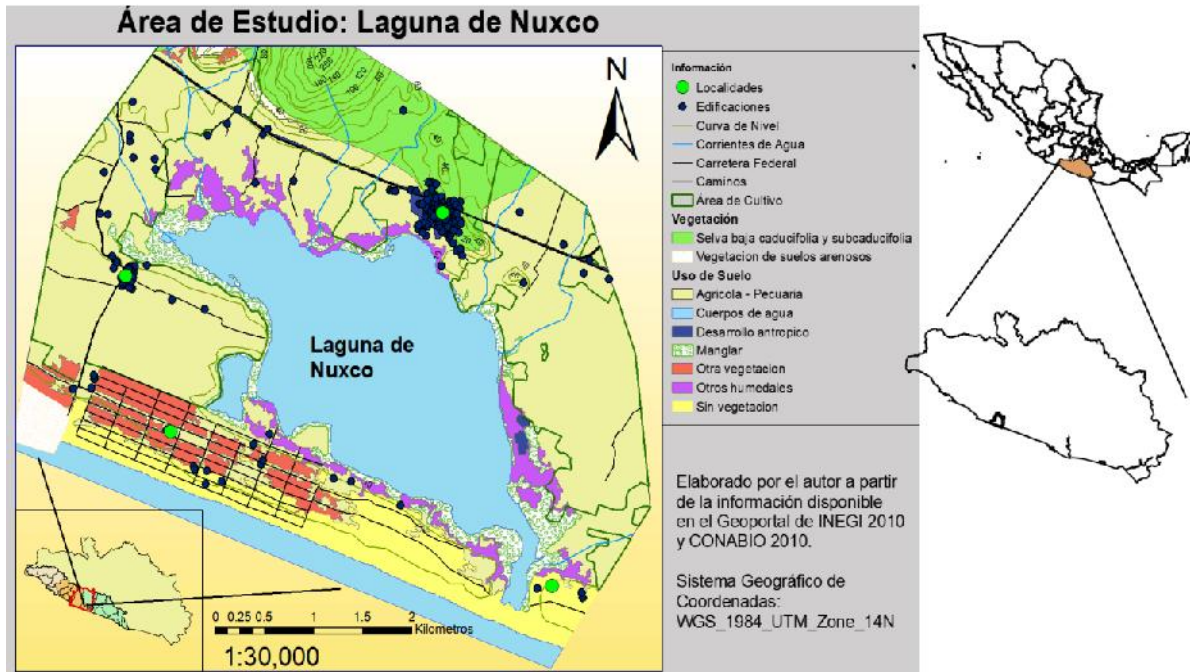 Área de Estudio: Laguna de Nuxco
N
Laguna de
Nuxco
0 0.25 0.5 1 1.5 2
Kilometros
1:30,000
Información
Localidades
Edificaciones
Curva de Nivel
Corrientes de Agua
Carretera Federal
Caminos
Área de Cultivo
Vegetación
Selva baja caducifolia y subcaducifolia
Vegetacion de suelos arenosos
Uso de Suelo
Agricola - Pecuaria
Cuerpos de agua
Desarrollo antropico
Manglar
Otra vegetacion
Otros humedales
Sin vegetacion
Elaborado por el autor a partir
de la información disponible
en el Geoportal de INEGI 2010
y CONABIO 2010.
Sistema Geográfico de
Coordenadas:
WGS_1984_UTM_Zone_14N